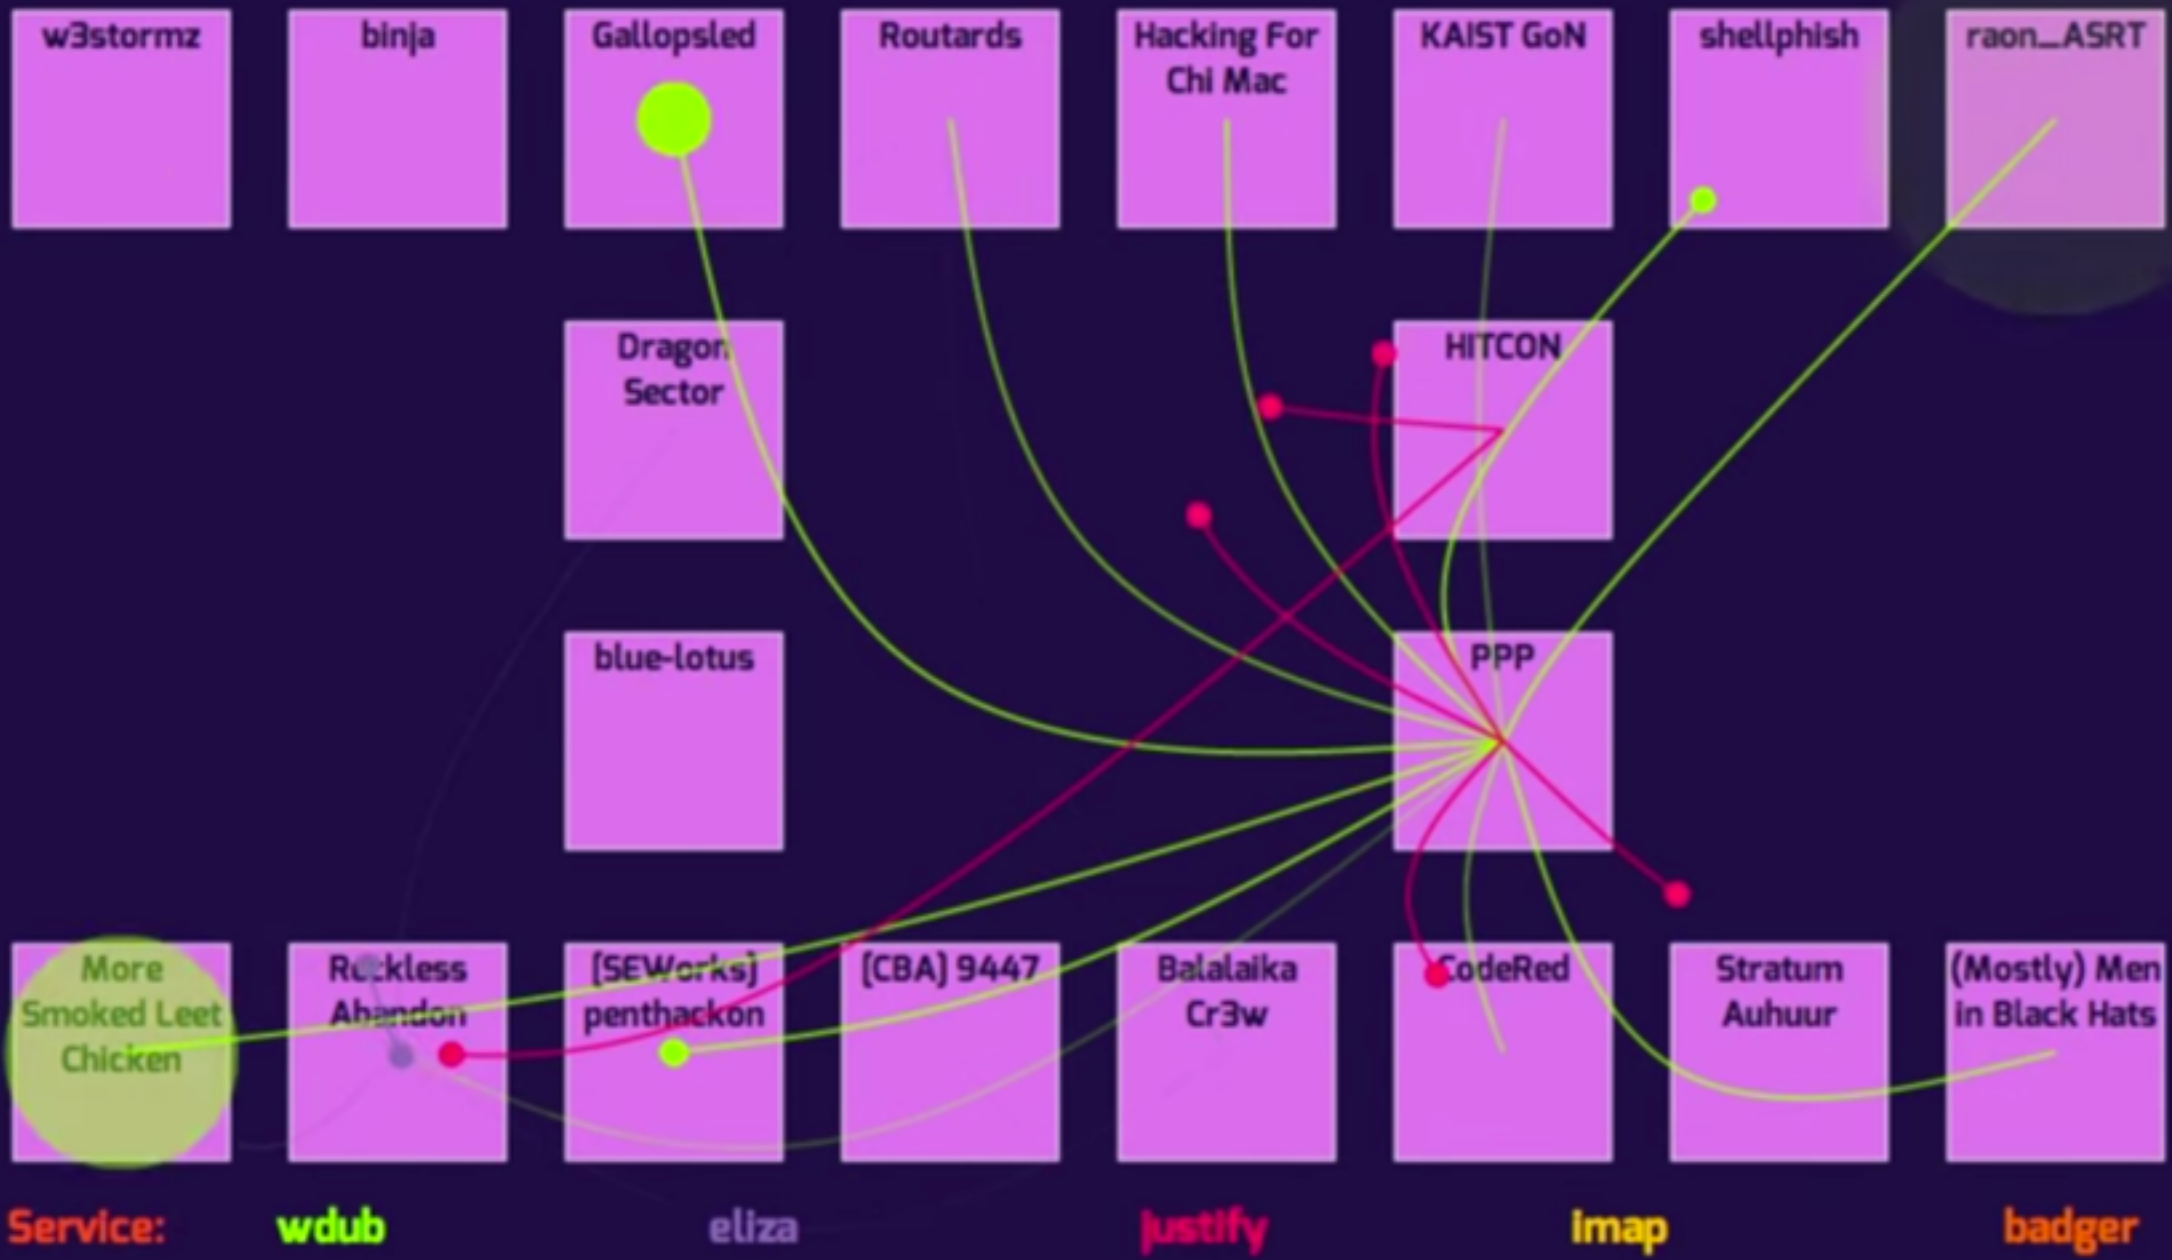 w3stormz
binja
Gallopsled
Routards
Hacking For
Chi Mac
KAIST GoN
shellphish
raon_ASRT
Dragon
Sector
HITCON
blue-lotus
PPP
More
Smoked Leet
Chicken
Reckless
Abandon
[SEWorks]
penthackon
[CBA] 9447
Balalaika
Cr3w
CodeRed
Stratum
Auhuur
(Mostly) Men
in Black Hats
Service: wdub eliza justify imap badger